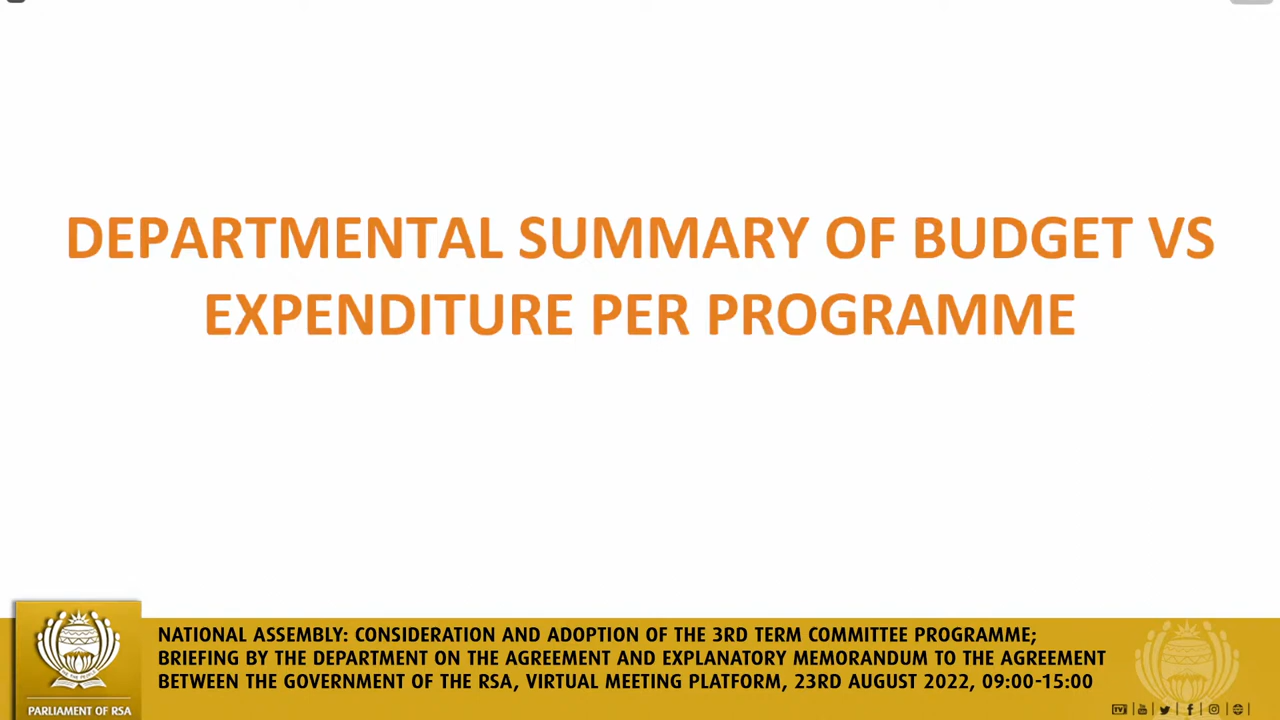 DEPARTMENTAL SUMMARY OF BUDGET VS
EXPENDITURE PER PROGRAMME
NATIONAL ASSEMBLY: CONSIDERATION AND ADOPTION OF THE 3RD TERM COMMITTEE PROGRAMME;
BRIEFING BY THE DEPARTMENT ON THE AGREEMENT AND EXPLANATORY MEMORANDUM TO THE AGREEMENT
BETWEEN THE GOVERNMENT OF THE RSA, VIRTUAL MEETING PLATFORM, 23RD AUGUST 2022, 09:00-15:00
PARLIAMENT OF RSA